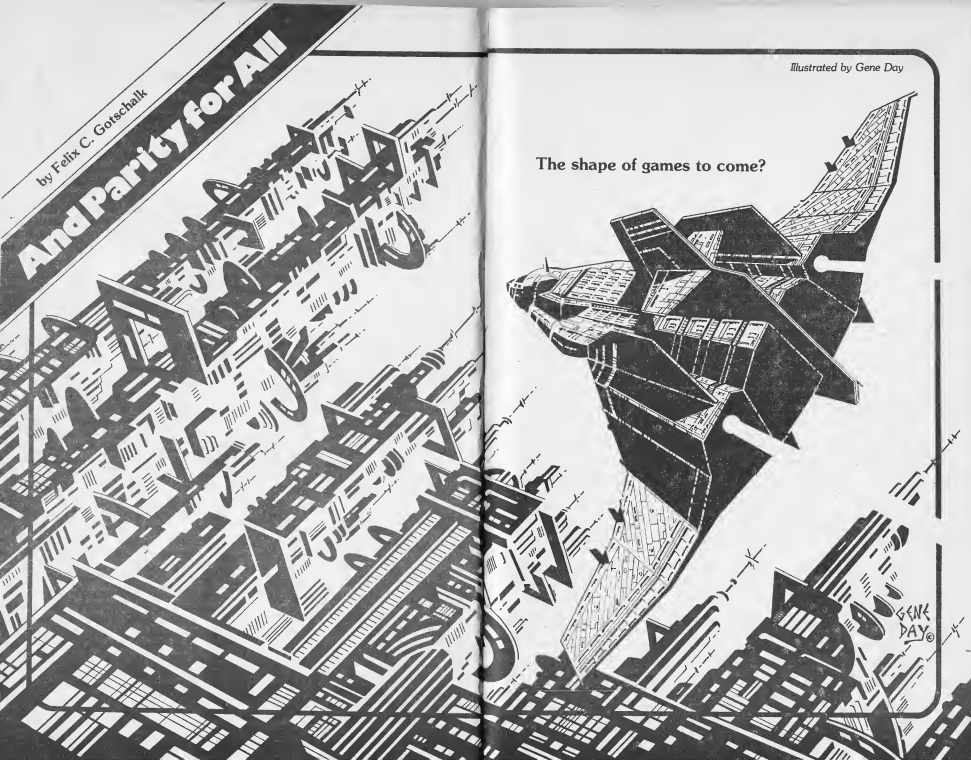 And Parity for All
by Felix C. Gotschalk
Illustrated by Gene Day
The shape of games to come?
GENE
DAY©